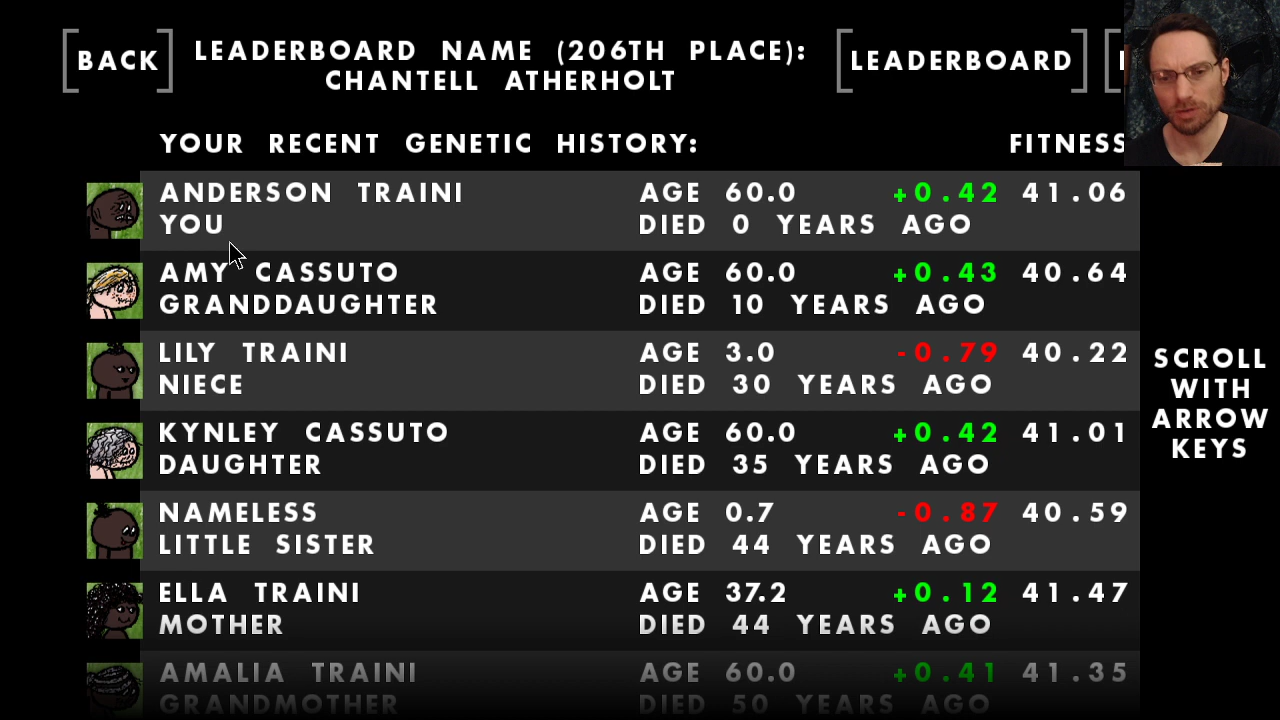 BACK
LEADERBOARD NAME (206TH PLACE):
CHANTELL ATHERHOLT
LEADERBOARD
YOUR RECENT GENETIC HISTORY:
FITNESS
ANDERSON TRAINI AGE 60.0 +0.42 41.06
YOU DIED 0 YEARS AGO
AMY CASSUTO AGE 60.0 +0.43 40.64
GRANDDAUGHTER DIED 10 YEARS AGO
LILY TRAINI AGE 3.0 -0.79 40.22
NIECE DIED 30 YEARS AGO
KYNLEY CASSUTO AGE 60.0 +0.42 41.01
DAUGHTER DIED 35 YEARS AGO
NAMELESS AGE 0.7 -0.87 40.59
LITTLE SISTER DIED 44 YEARS AGO
ELLA TRAINI AGE 37.2 +0.12 41.47
MOTHER DIED 44 YEARS AGO
AMALIA TRAINI AGE 60.0 +0.41 41.35
GRANDMOTHER DIED 50 YEARS AGO
SCROLL
WITH
ARROW
KEYS